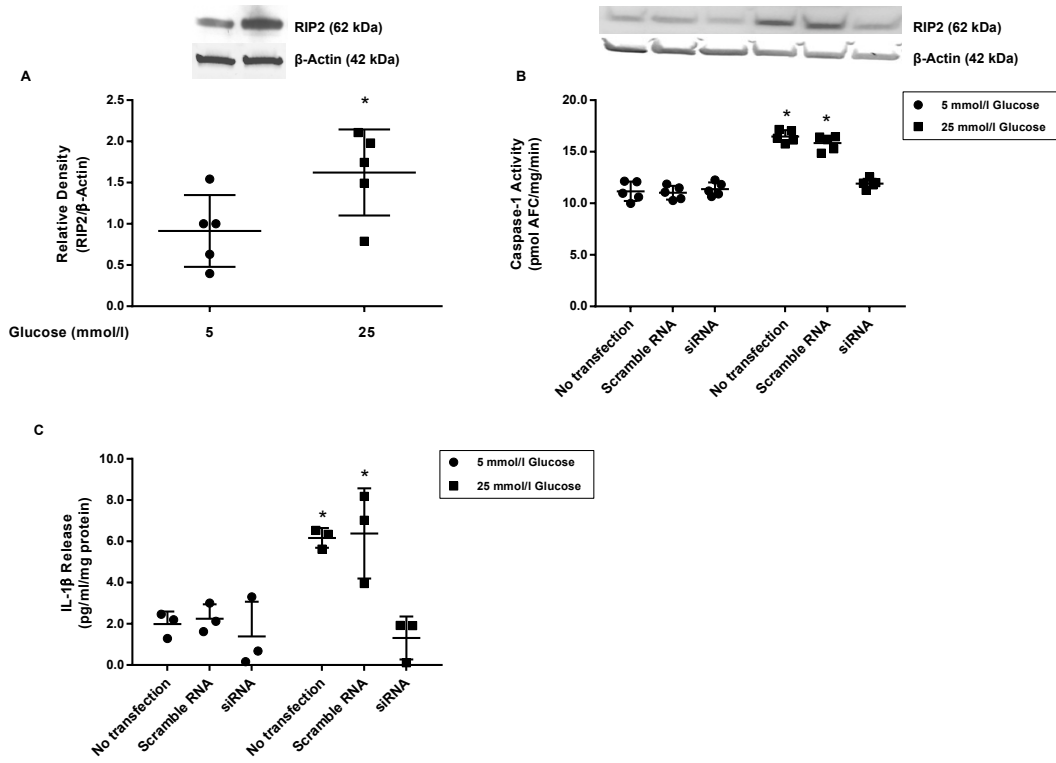 RIP2 (62 kDa)
β-Actin (42 kDa)
A
*
2.5
2.0
1.5
1.0
0.5
0.0
Relative Density
(RIP2/β-Actin)
Glucose (mmol/l)
5
25
RIP2 (62 kDa)
β-Actin (42 kDa)
B
5 mmol/l Glucose
25 mmol/l Glucose
*
*
20.0
15.0
10.0
5.0
0.0
Caspase-1 Activity
(pmol AFC/mg/min)
No transfection
Scramble RNA
siRNA
No transfection
Scramble RNA
siRNA
C
5 mmol/l Glucose
25 mmol/l Glucose
*
*
10.0
8.0
6.0
4.0
2.0
0.0
IL-1β Release
(pg/ml/mg protein)
No transfection
Scramble RNA
siRNA
No transfection
Scramble RNA
siRNA